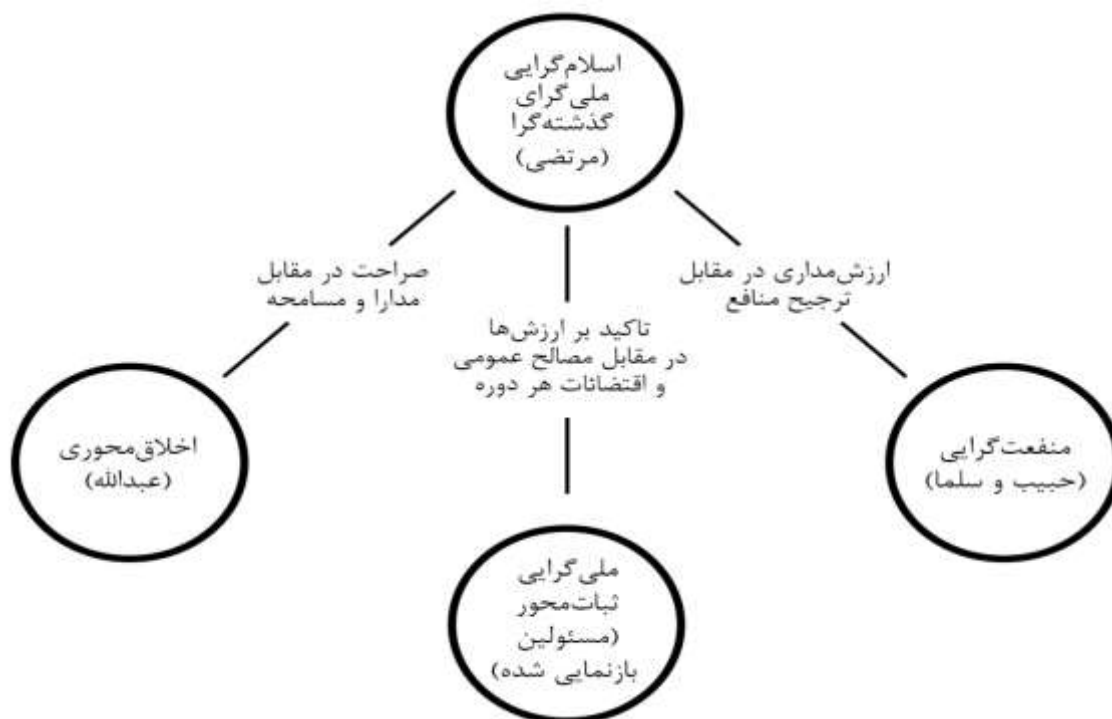 اسلام‌گرایی
ملی‌گرای
گذشته‌گرا
(مرتضی)
ارزش‌مداری در مقابل
ترجیح منافع
تاکید بر ارزش‌ها
در مقابل مصالح عمومی
و اقتضائات هر دوره
صراحت در مقابل
مدارا و مسامحه
منفعت‌گرایی
(حبیب و سلما)
ملی‌گرایی
ثبات‌محور
(مسئولین
بازنمایی شده)
اخلاق‌محوری
(عبدالله)